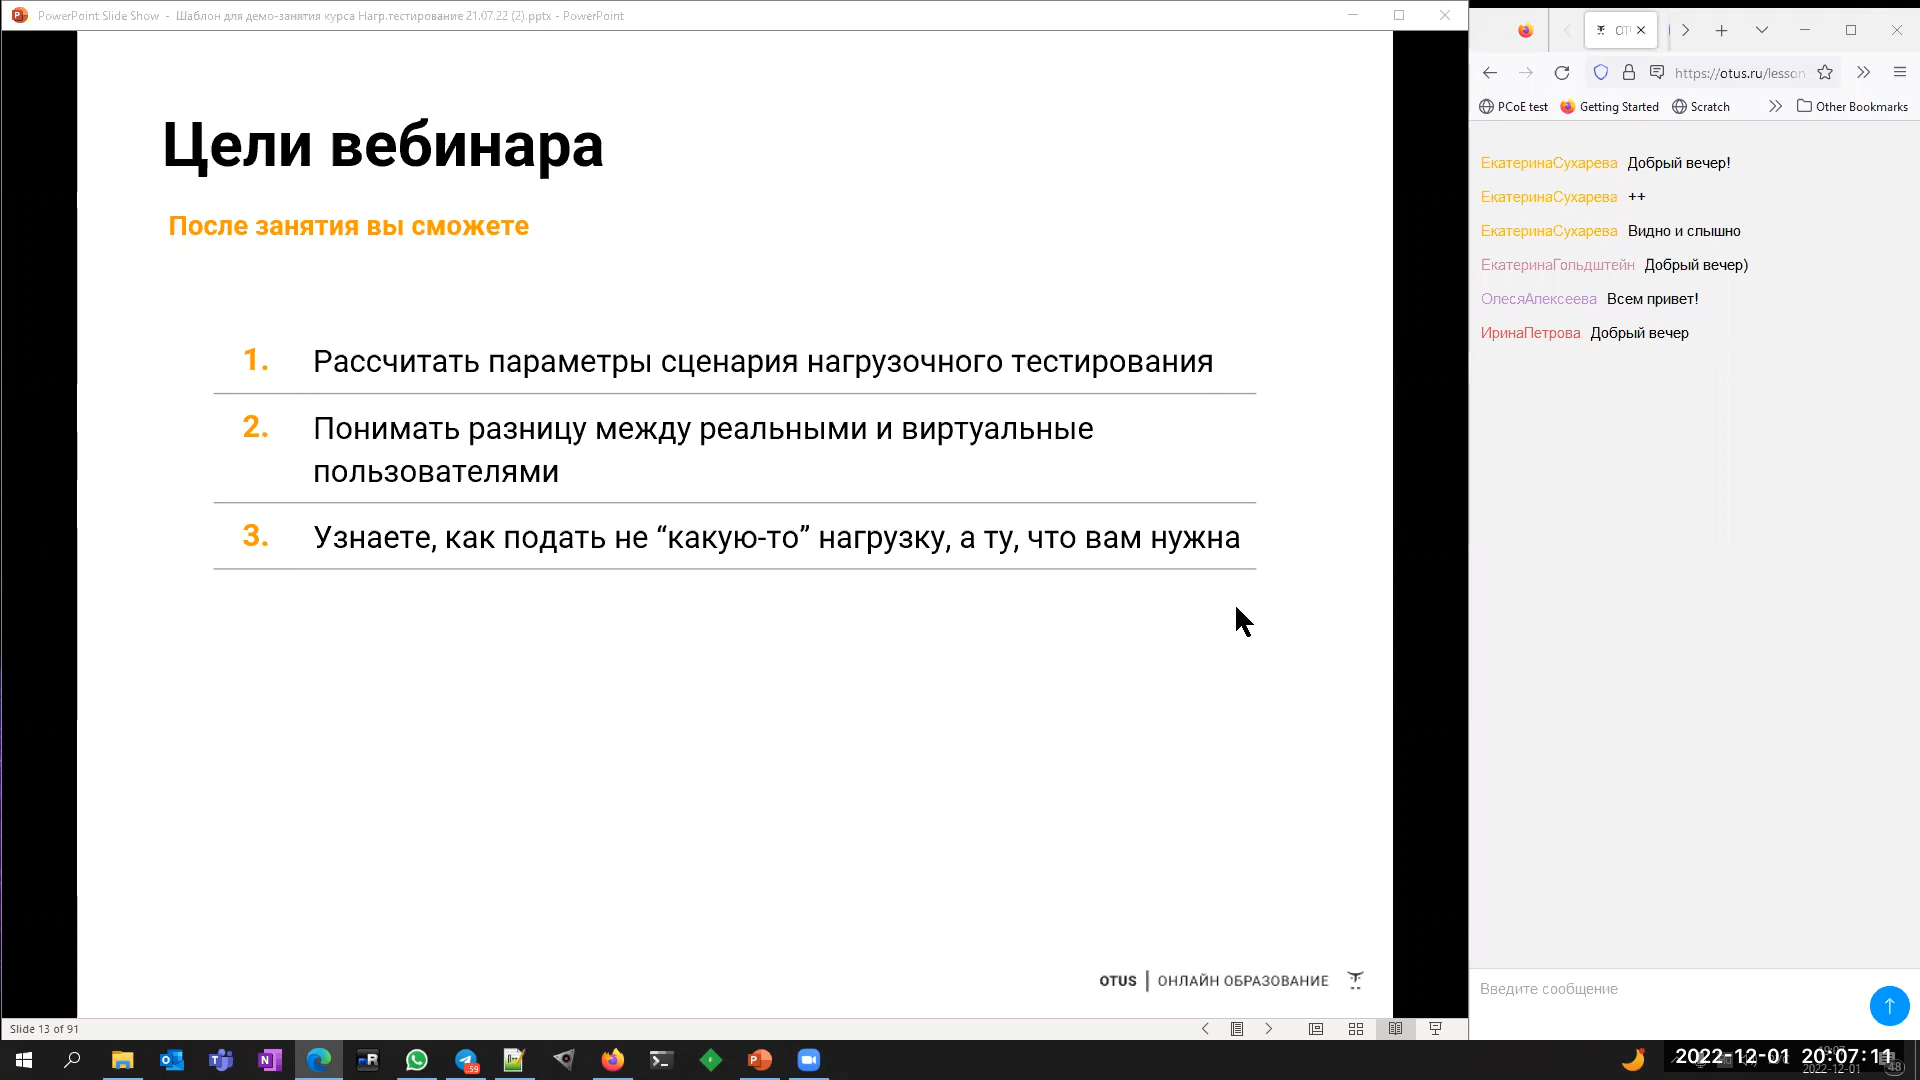 PowerPoint Slide Show - Шаблон для демо-занятия курса Нагр.тестирование 21.07.22 (2).pptx - PowerPoint
Цели вебинара
После занятия вы сможете
1. Рассчитать параметры сценария нагрузочного тестирования
2. Понимать разницу между реальными и виртуальные
пользователями
3. Узнаете, как подать не “какую-то” нагрузку, а ту, что вам нужна
OTUS | ОНЛАЙН ОБРАЗОВАНИЕ
Slide 13 of 91
https://otus.ru/lesson
PCoE test Getting Started Scratch Other Bookmarks
ЕкатеринаСухарева Добрый вечер!
ЕкатеринаСухарева ++
ЕкатеринаСухарева Видно и слышно
ЕкатеринаГольдштейн Добрый вечер)
ОлесяАлексеева Всем привет!
ИринаПетрова Добрый вечер
Введите сообщение
2022-12-01 20:07:11
2022-12-01